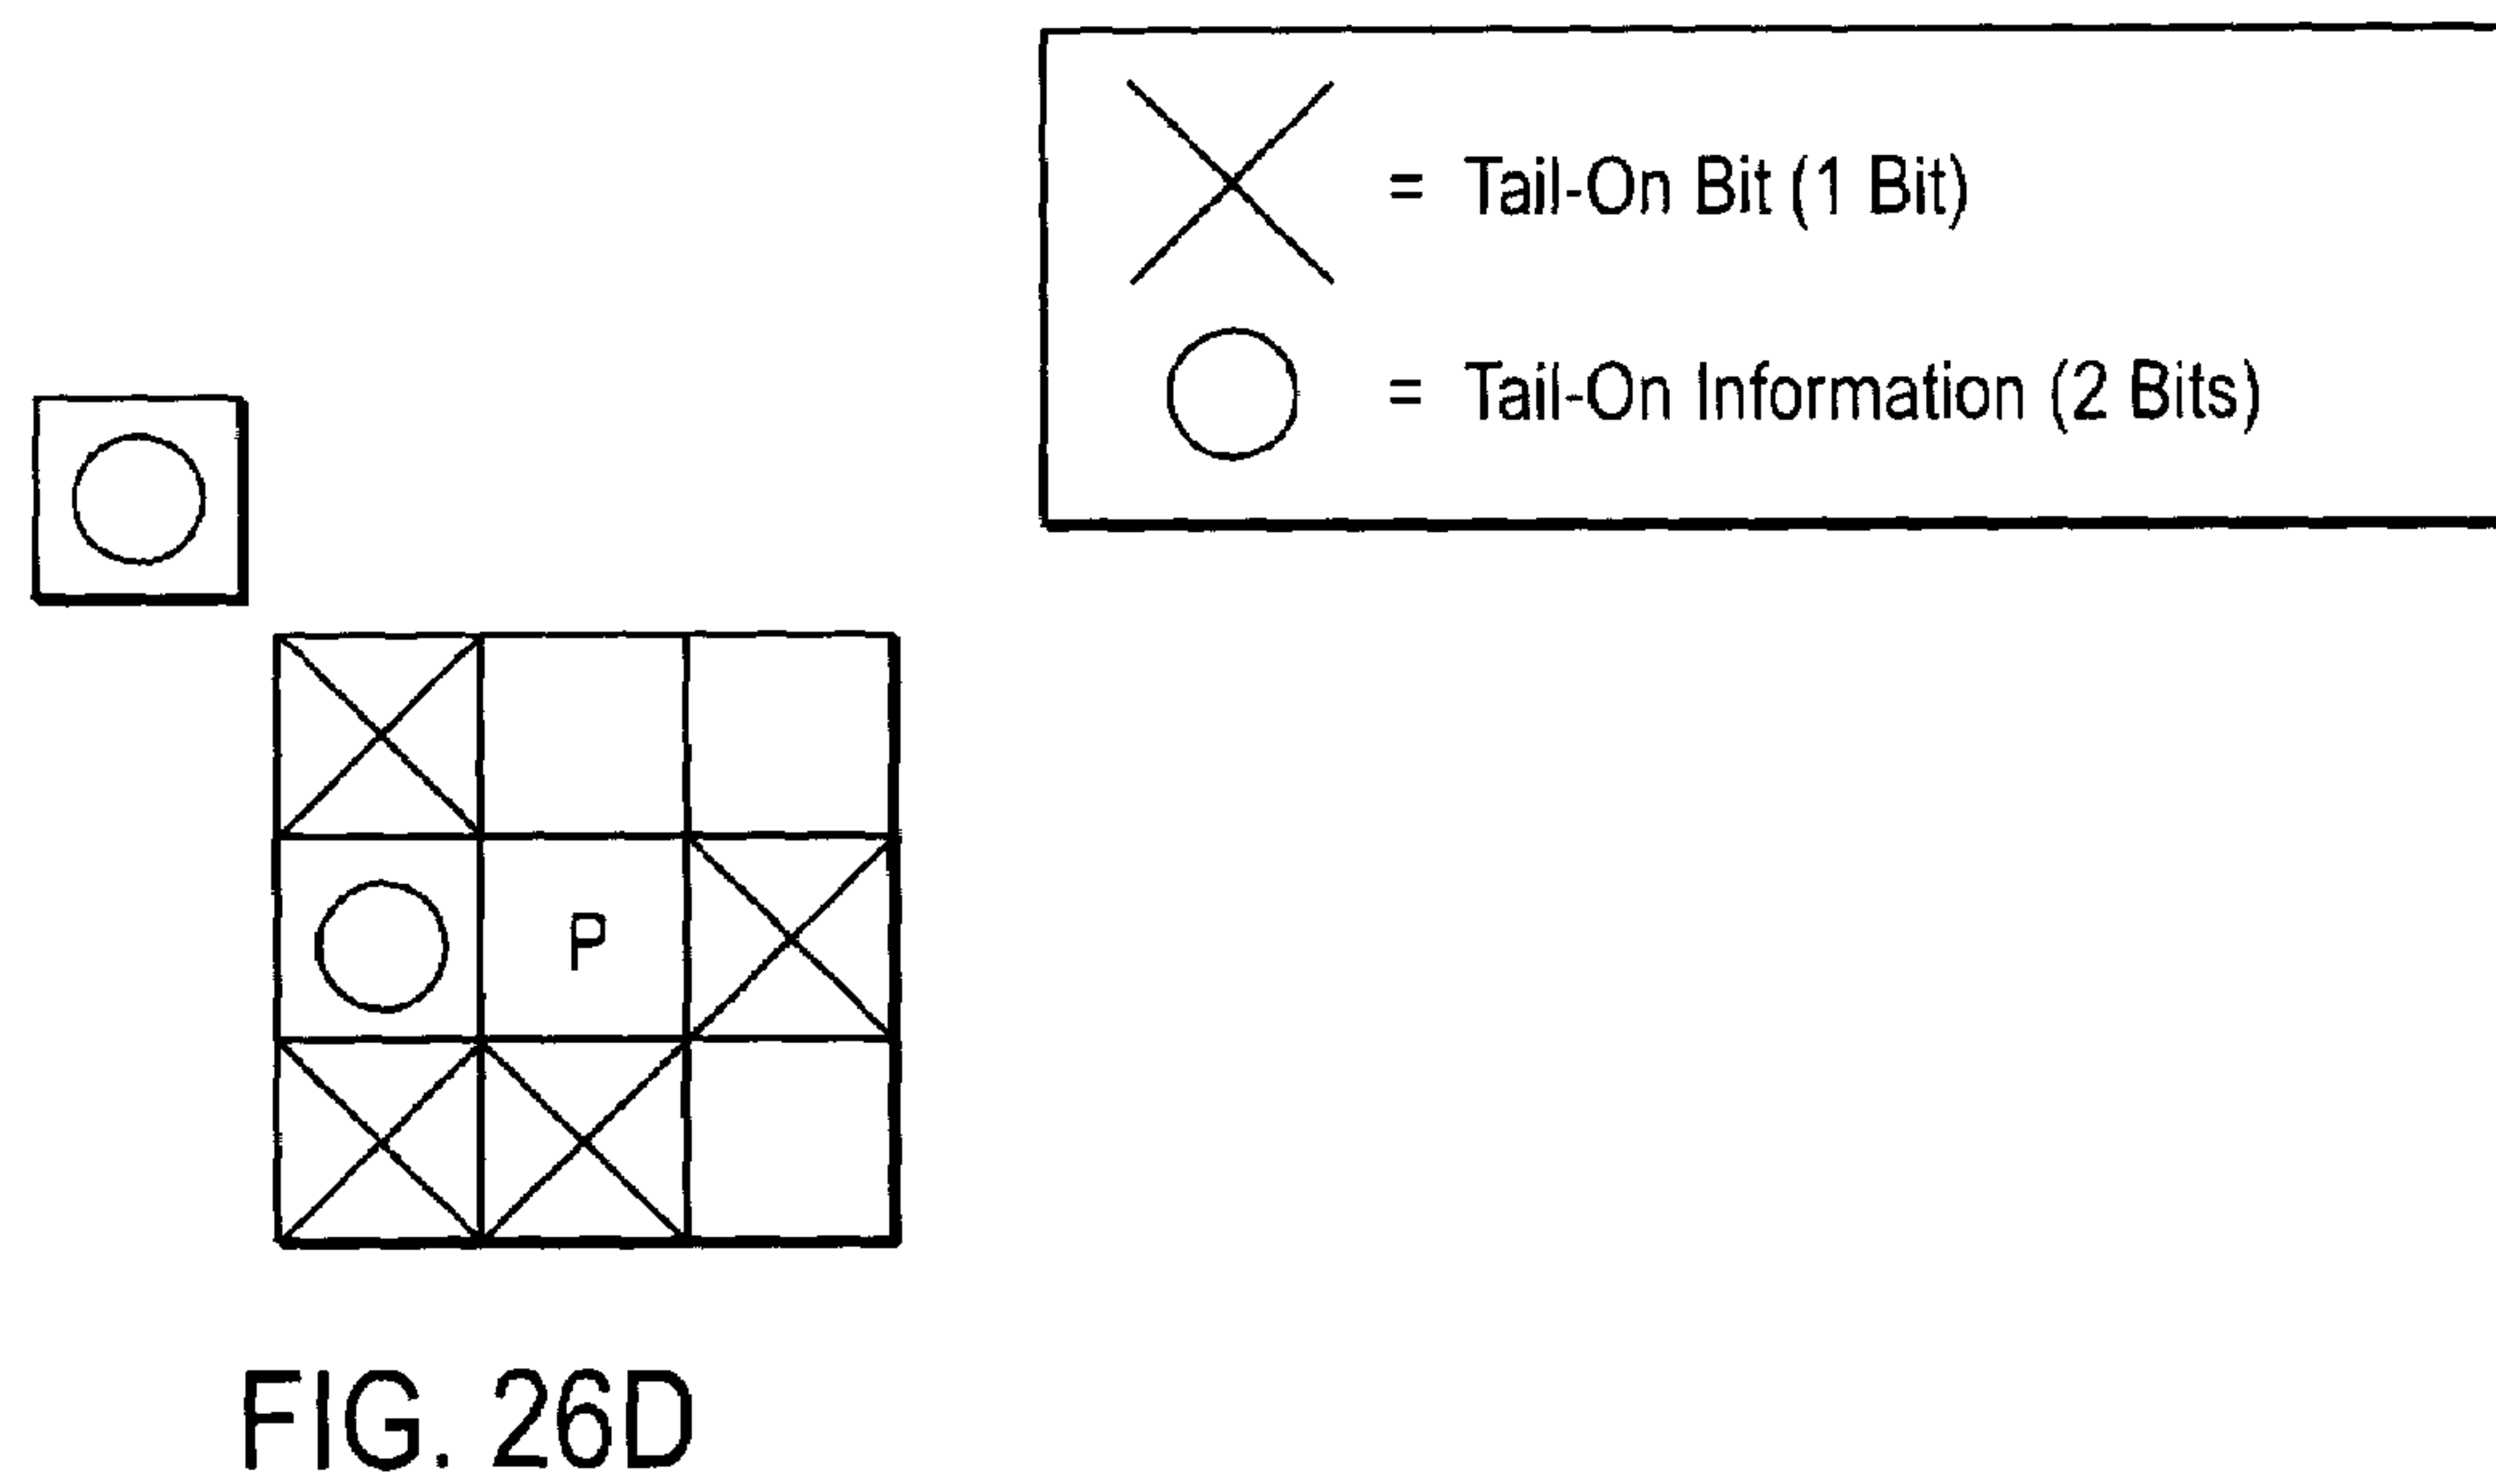 = Tail-On Bit (1 Bit)
= Tail-On Information (2 Bits)
P
FIG. 26D